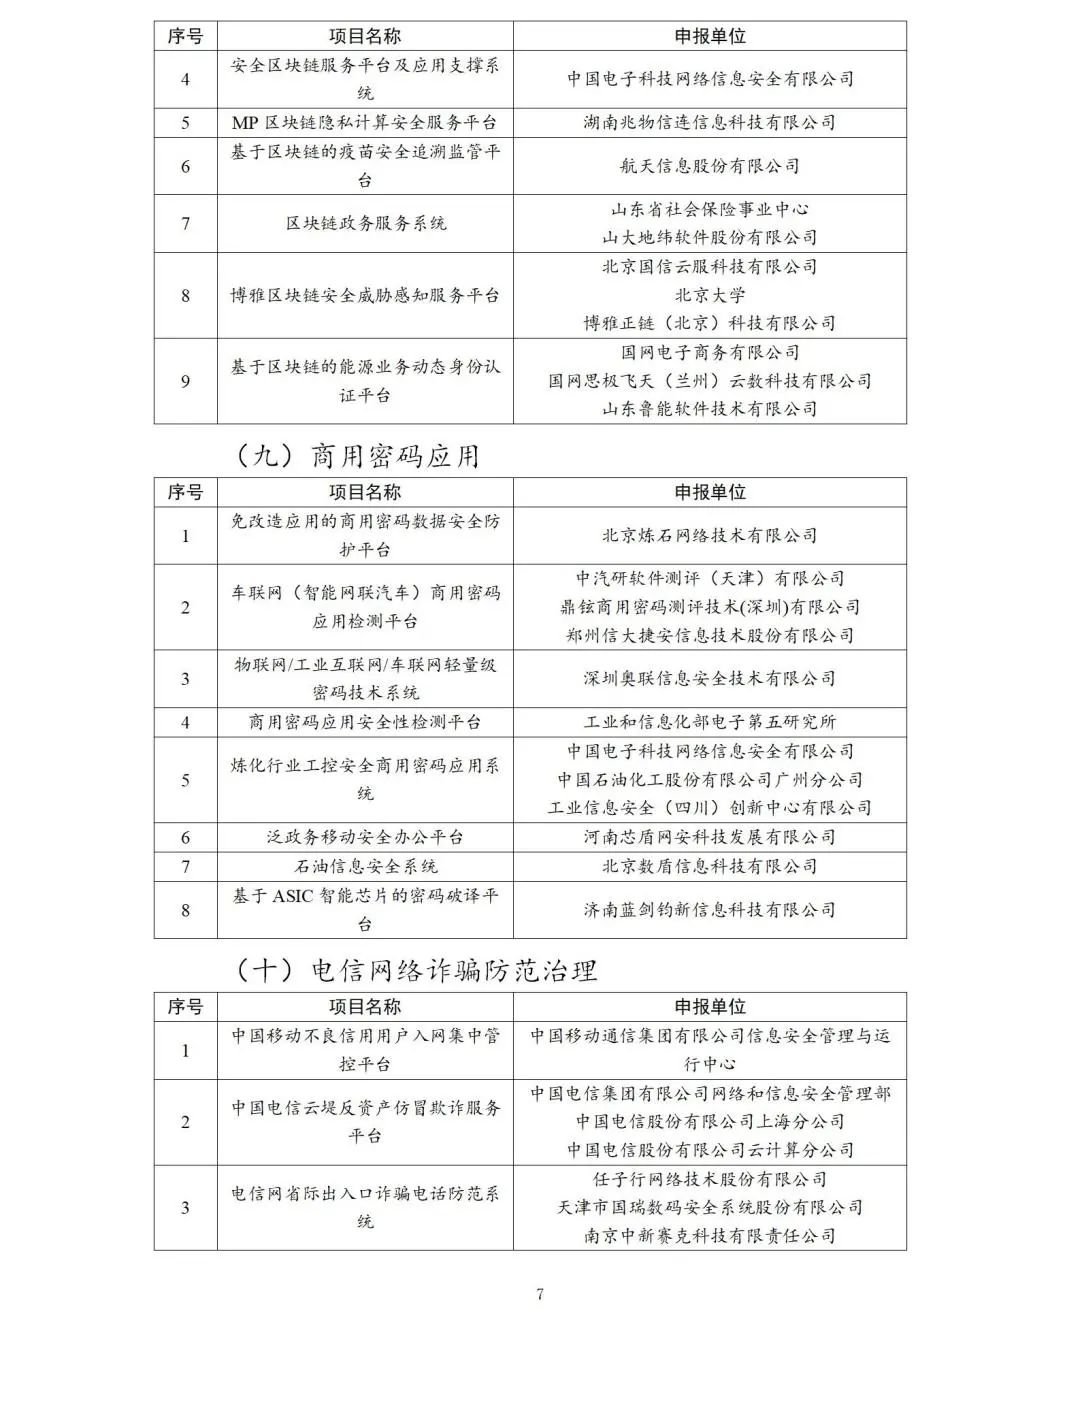 序号 项目名称 申报单位
4 安全区块链服务平台及应用支撑系 中国电子科技网络信息安全有限公司
统
5 MP 区块链隐私计算安全服务平台 湖南兆物信连信息科技有限公司
6 基于区块链的疫苗安全追溯监管平 航天信息股份有限公司
台
7 区块链政务服务系统 山东省社会保险事业中心
山大地纬软件股份有限公司
8 博雅区块链安全威胁感知服务平台 北京国信云服科技有限公司
北京大学
博雅正链（北京）科技有限公司
9 基于区块链的能源业务动态身份认 国网电子商务有限公司
证平台 国网思极飞天（兰州）云数科技有限公司
山东鲁能软件技术有限公司
（九）商用密码应用
序号 项目名称 申报单位
1 免改造应用的商用密码数据安全防 北京炼石网络技术有限公司
护平台
2 车联网（智能网联汽车）商用密码 中汽研软件测评（天津）有限公司
应用检测平台 鼎铉商用密码测评技术(深圳)有限公司
郑州信大捷安信息技术股份有限公司
3 物联网/工业互联网/车联网轻量级 深圳奥联信息安全技术有限公司
密码技术系统
4 商用密码应用安全性检测平台 工业和信息化部电子第五研究所
5 炼化行业工控安全商用密码应用系 中国电子科技网络信息安全有限公司
统 中国石油化工股份有限公司广州分公司
工业信息安全（四川）创新中心有限公司
6 泛政务移动安全办公平台 河南芯盾网安科技发展有限公司
7 石油信息安全系统 北京数盾信息科技有限公司
8 基于 ASIC 智能芯片的密码破译平 济南蓝剑钧新信息科技有限公司
台
（十）电信网络诈骗防范治理
序号 项目名称 申报单位
1 中国移动不良信用用户入网集中管 中国移动通信集团有限公司信息安全管理与运
控平台 行中心
2 中国电信云堤反资产仿冒欺诈服务 中国电信集团有限公司网络和信息安全管理部
平台 中国电信股份有限公司上海分公司
中国电信股份有限公司云计算分公司
3 电信网省际出入口诈骗电话防范系 任子行网络技术股份有限公司
统 天津市国瑞数码安全系统股份有限公司
南京中新赛克科技有限责任公司
7